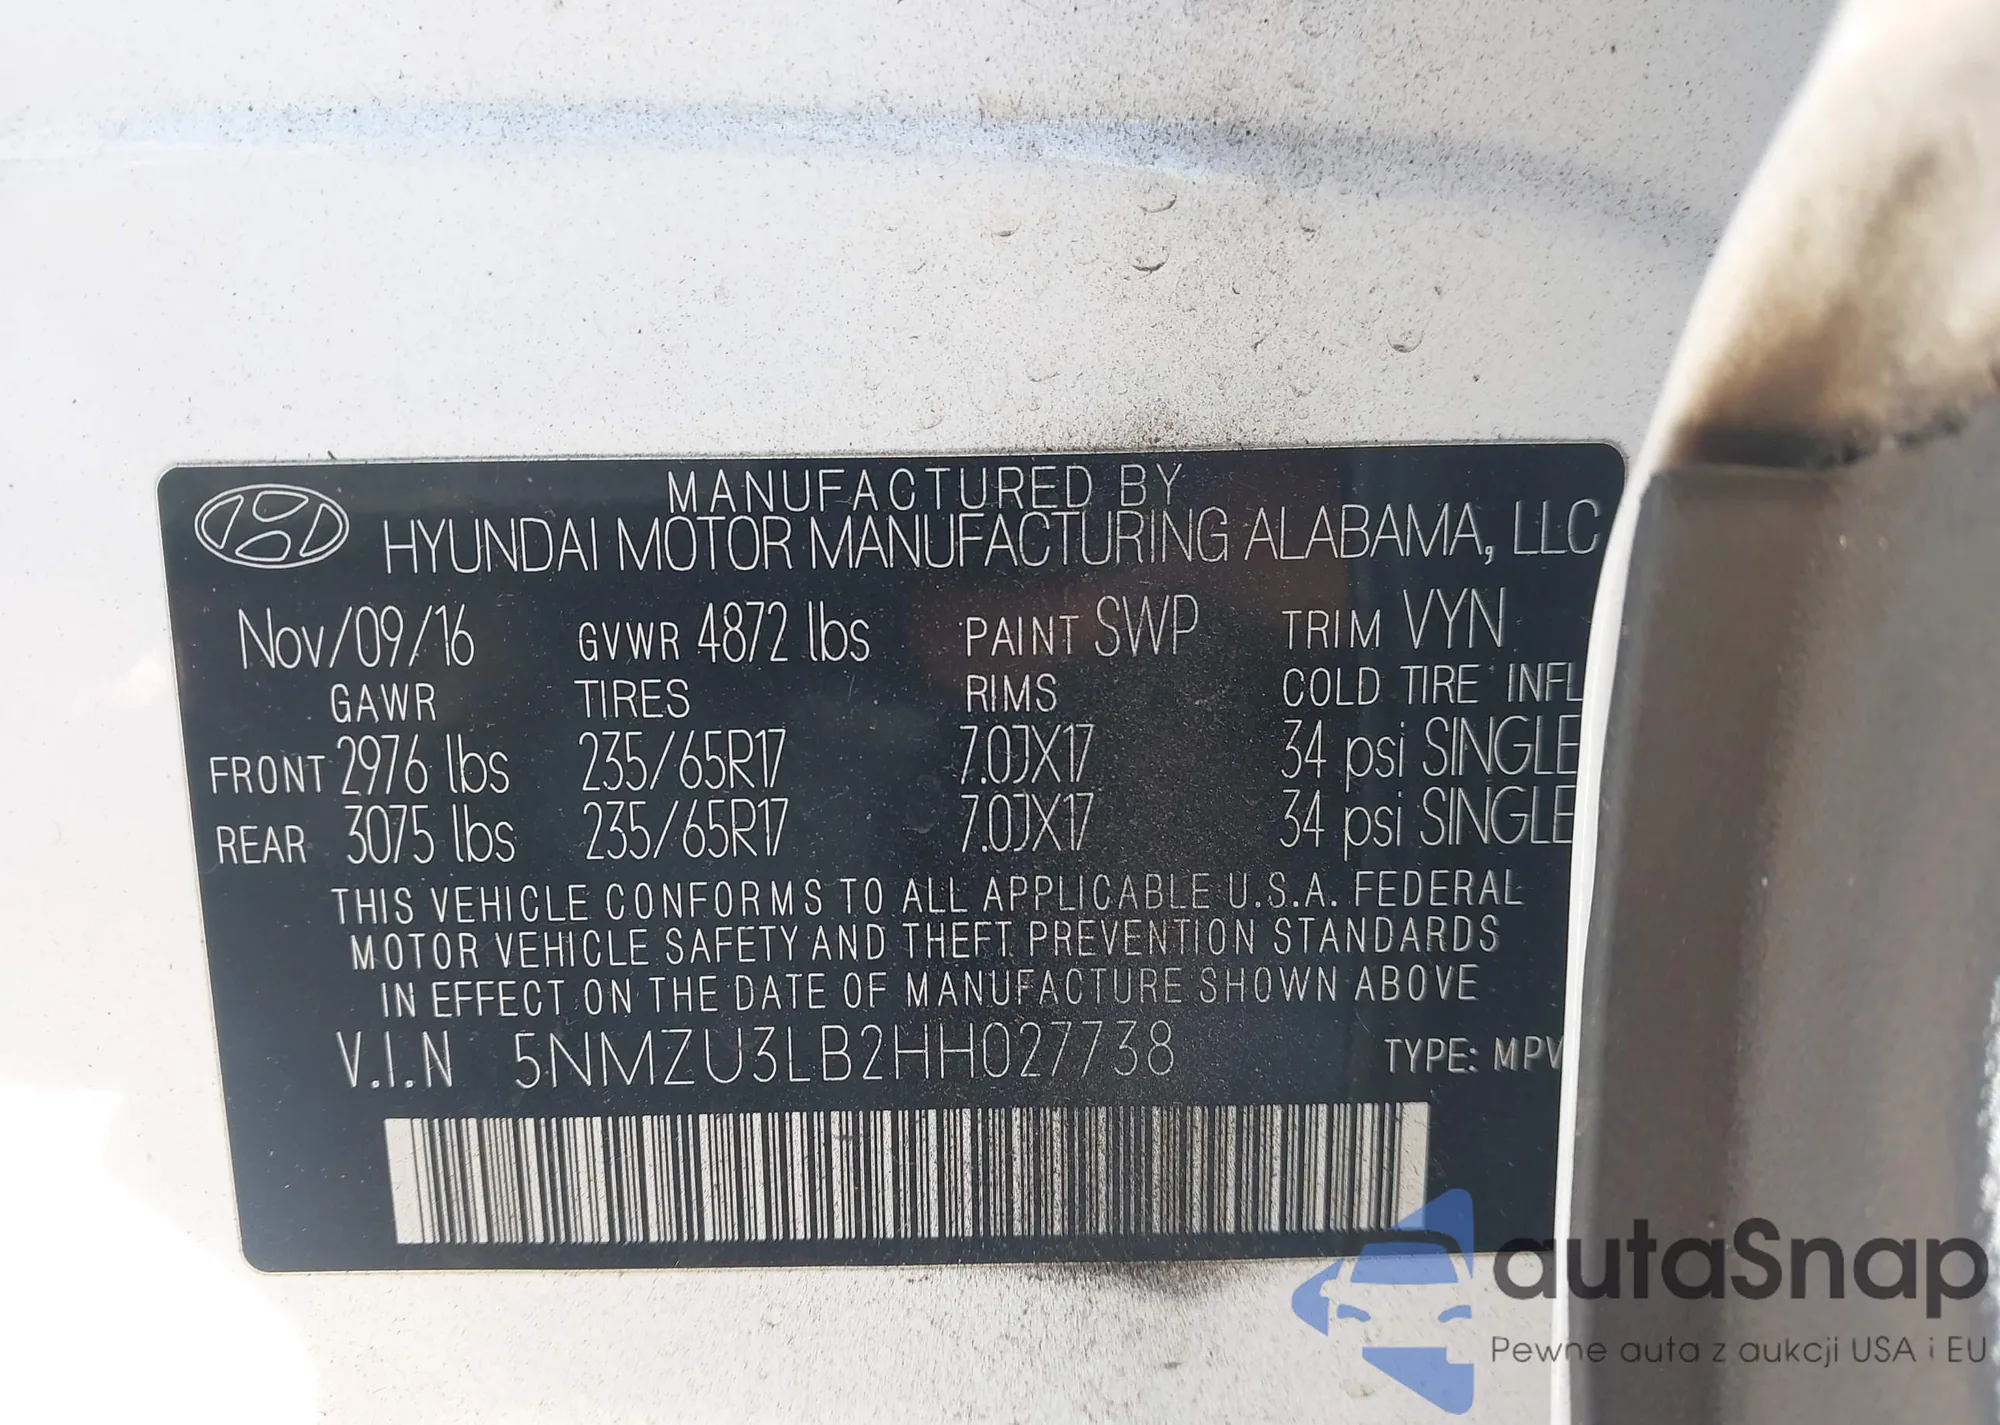 MANUFACTURED BY
HYUNDAI MOTOR MANUFACTURING ALABAMA, LLC
Nov/09/16 GVWR 4872 lbs PAINT SWP TRIM VYN
GAWR TIRES RIMS COLD TIRE INFL
FRONT 2976 lbs 235/65R17 7.0JX17 34 psi SINGLE
REAR 3075 lbs 235/65R17 7.0JX17 34 psi SINGLE
THIS VEHICLE CONFORMS TO ALL APPLICABLE U.S.A. FEDERAL
MOTOR VEHICLE SAFETY AND THEFT PREVENTION STANDARDS
IN EFFECT ON THE DATE OF MANUFACTURE SHOWN ABOVE
V.I.N 5NMZU3LB2HH027738 TYPE: MPV
autaSnap
Pewne auta z aukcji USA i EU